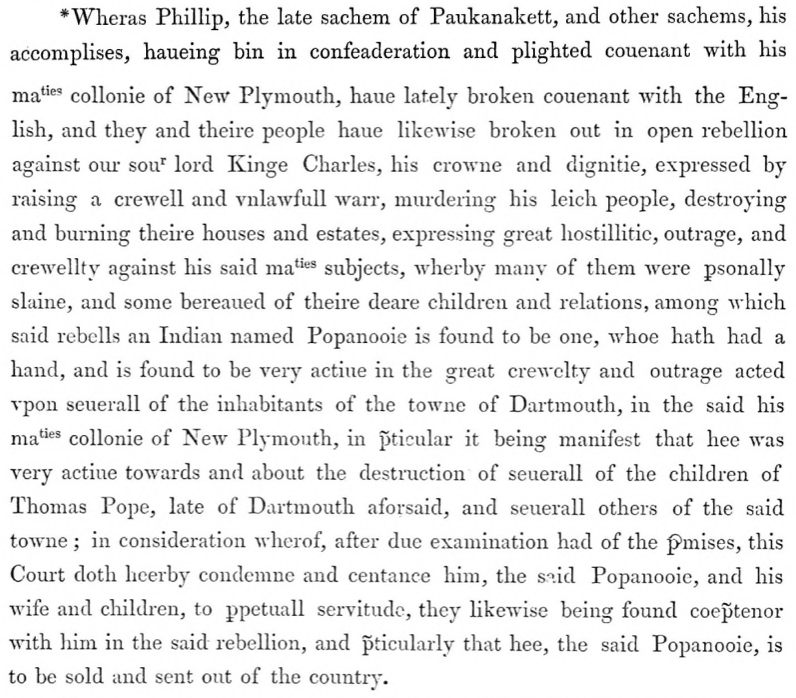 *Wheras Phillip, the late sachem of Paukanakett, and other sachems, his
accomplises, haueing bin in confeaderation and plighted couenant with his
maᵗⁱᵉˢ collonie of New Plymouth, haue lately broken couenant with the Eng-
lish, and they and theire people haue likewise broken out in open rebellion
against our souʳ lord Kinge Charles, his crowne and dignitie, expressed by
raising a crewell and vnlawfull warr, murdering his leich people, destroying
and burning theire houses and estates, expressing great hostillitie, outrage, and
crewellty against his said maᵗⁱᵉˢ subjects, wherby many of them were ꝑsonally
slaine, and some bereaued of theire deare children and relations, among which
said rebells an Indian named Popanooie is found to be one, whoe hath had a
hand, and is found to be very actiue in the great crewelty and outrage acted
vpon seuerall of the inhabitants of the towne of Dartmouth, in the said his
maᵗⁱᵉˢ collonie of New Plymouth, in p̃ticular it being manifest that hee was
very actiue towards and about the destruction of seuerall of the children of
Thomas Pope, late of Dartmouth aforsaid, and seuerall others of the said
towne; in consideration wherof, after due examination had of the p̃mises, this
Court doth heerby condemne and centance him, the said Popanooie, and his
wife and children, to ꝑpetuall servitude, they likewise being found coep̃tenor
with him in the said rebellion, and p̃ticularly that hee, the said Popanooie, is
to be sold and sent out of the country.